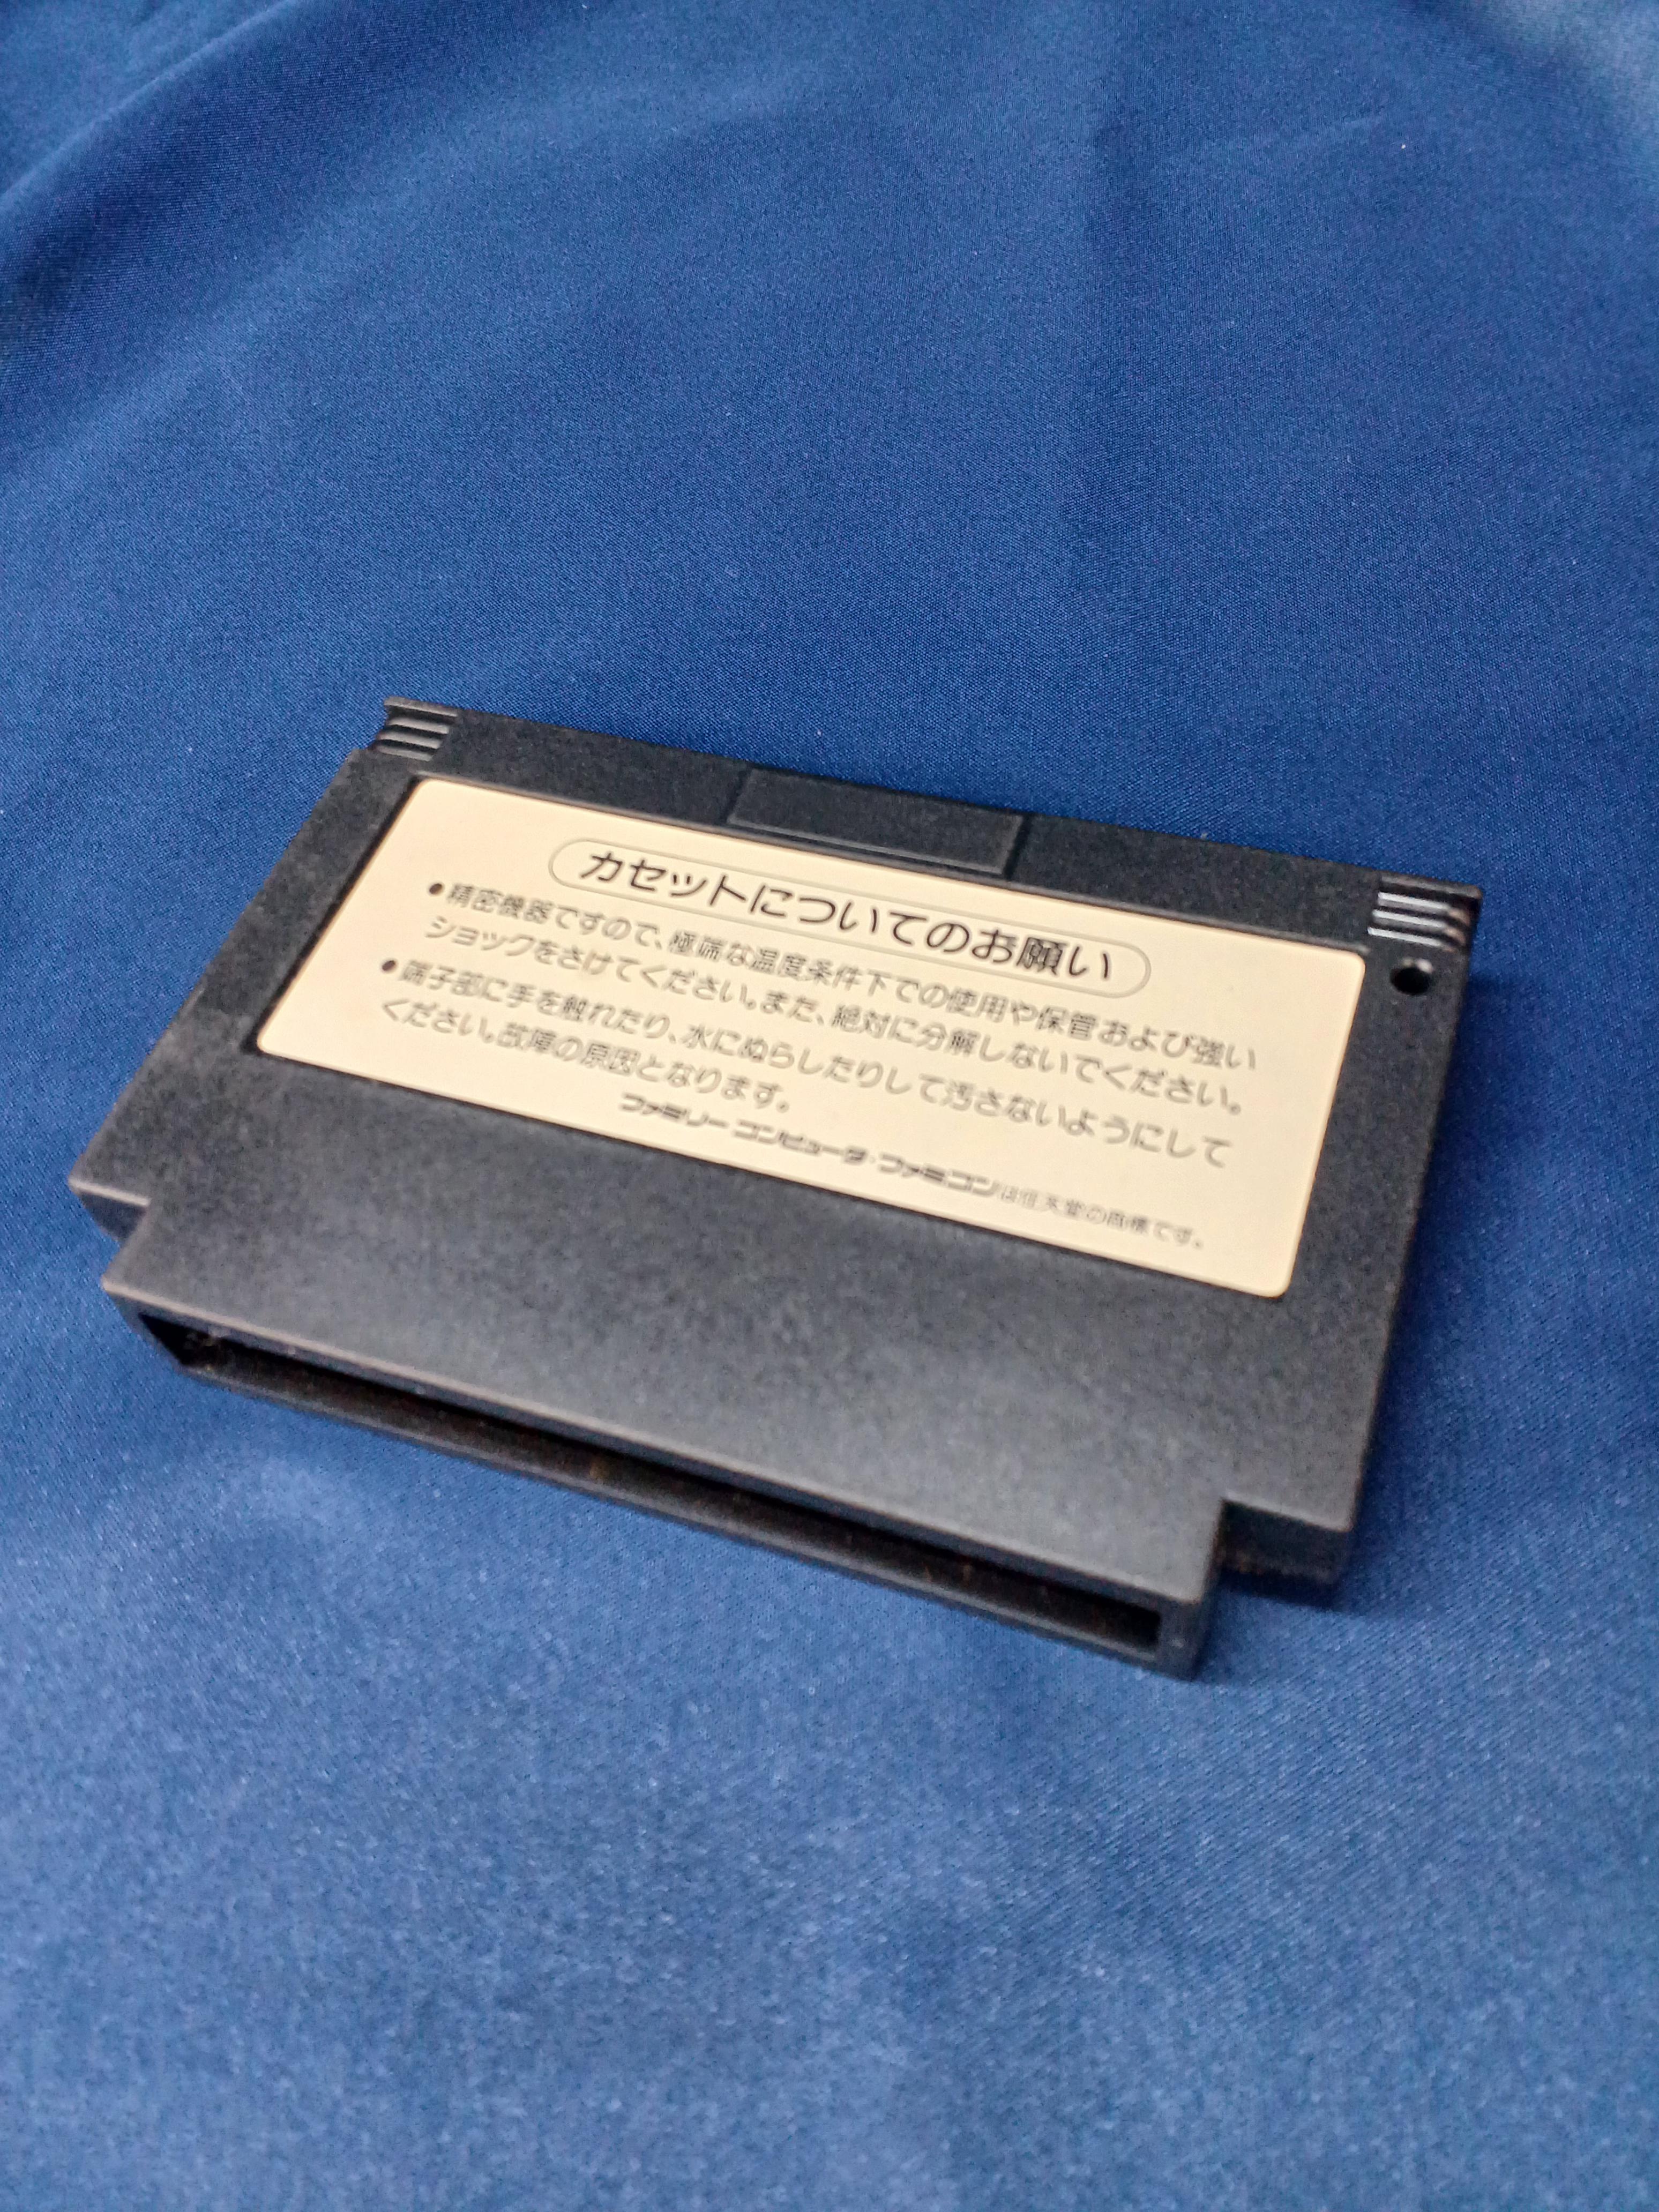 カセットについてのお願い
●精密機器ですので、極端な温度条件下での使用や保管および強い
ショックをさけてください。また、絶対に分解しないでください。
●端子部に手を触れたり、水にぬらしたりして汚さないようにして
ください。故障の原因となります。
ファミリーコンピュータ・ファミコンは任天堂の商標です。